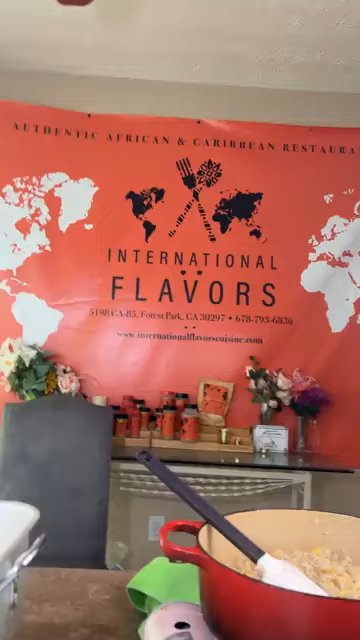 AUTHENTIC AFRICAN & CARIBBEAN RESTAURA
INTERNATIONAL
FLAVORS
5198 GA-85, Forest Park, GA 30297 • 678-793-6836
www.internationalflavorscuisine.com